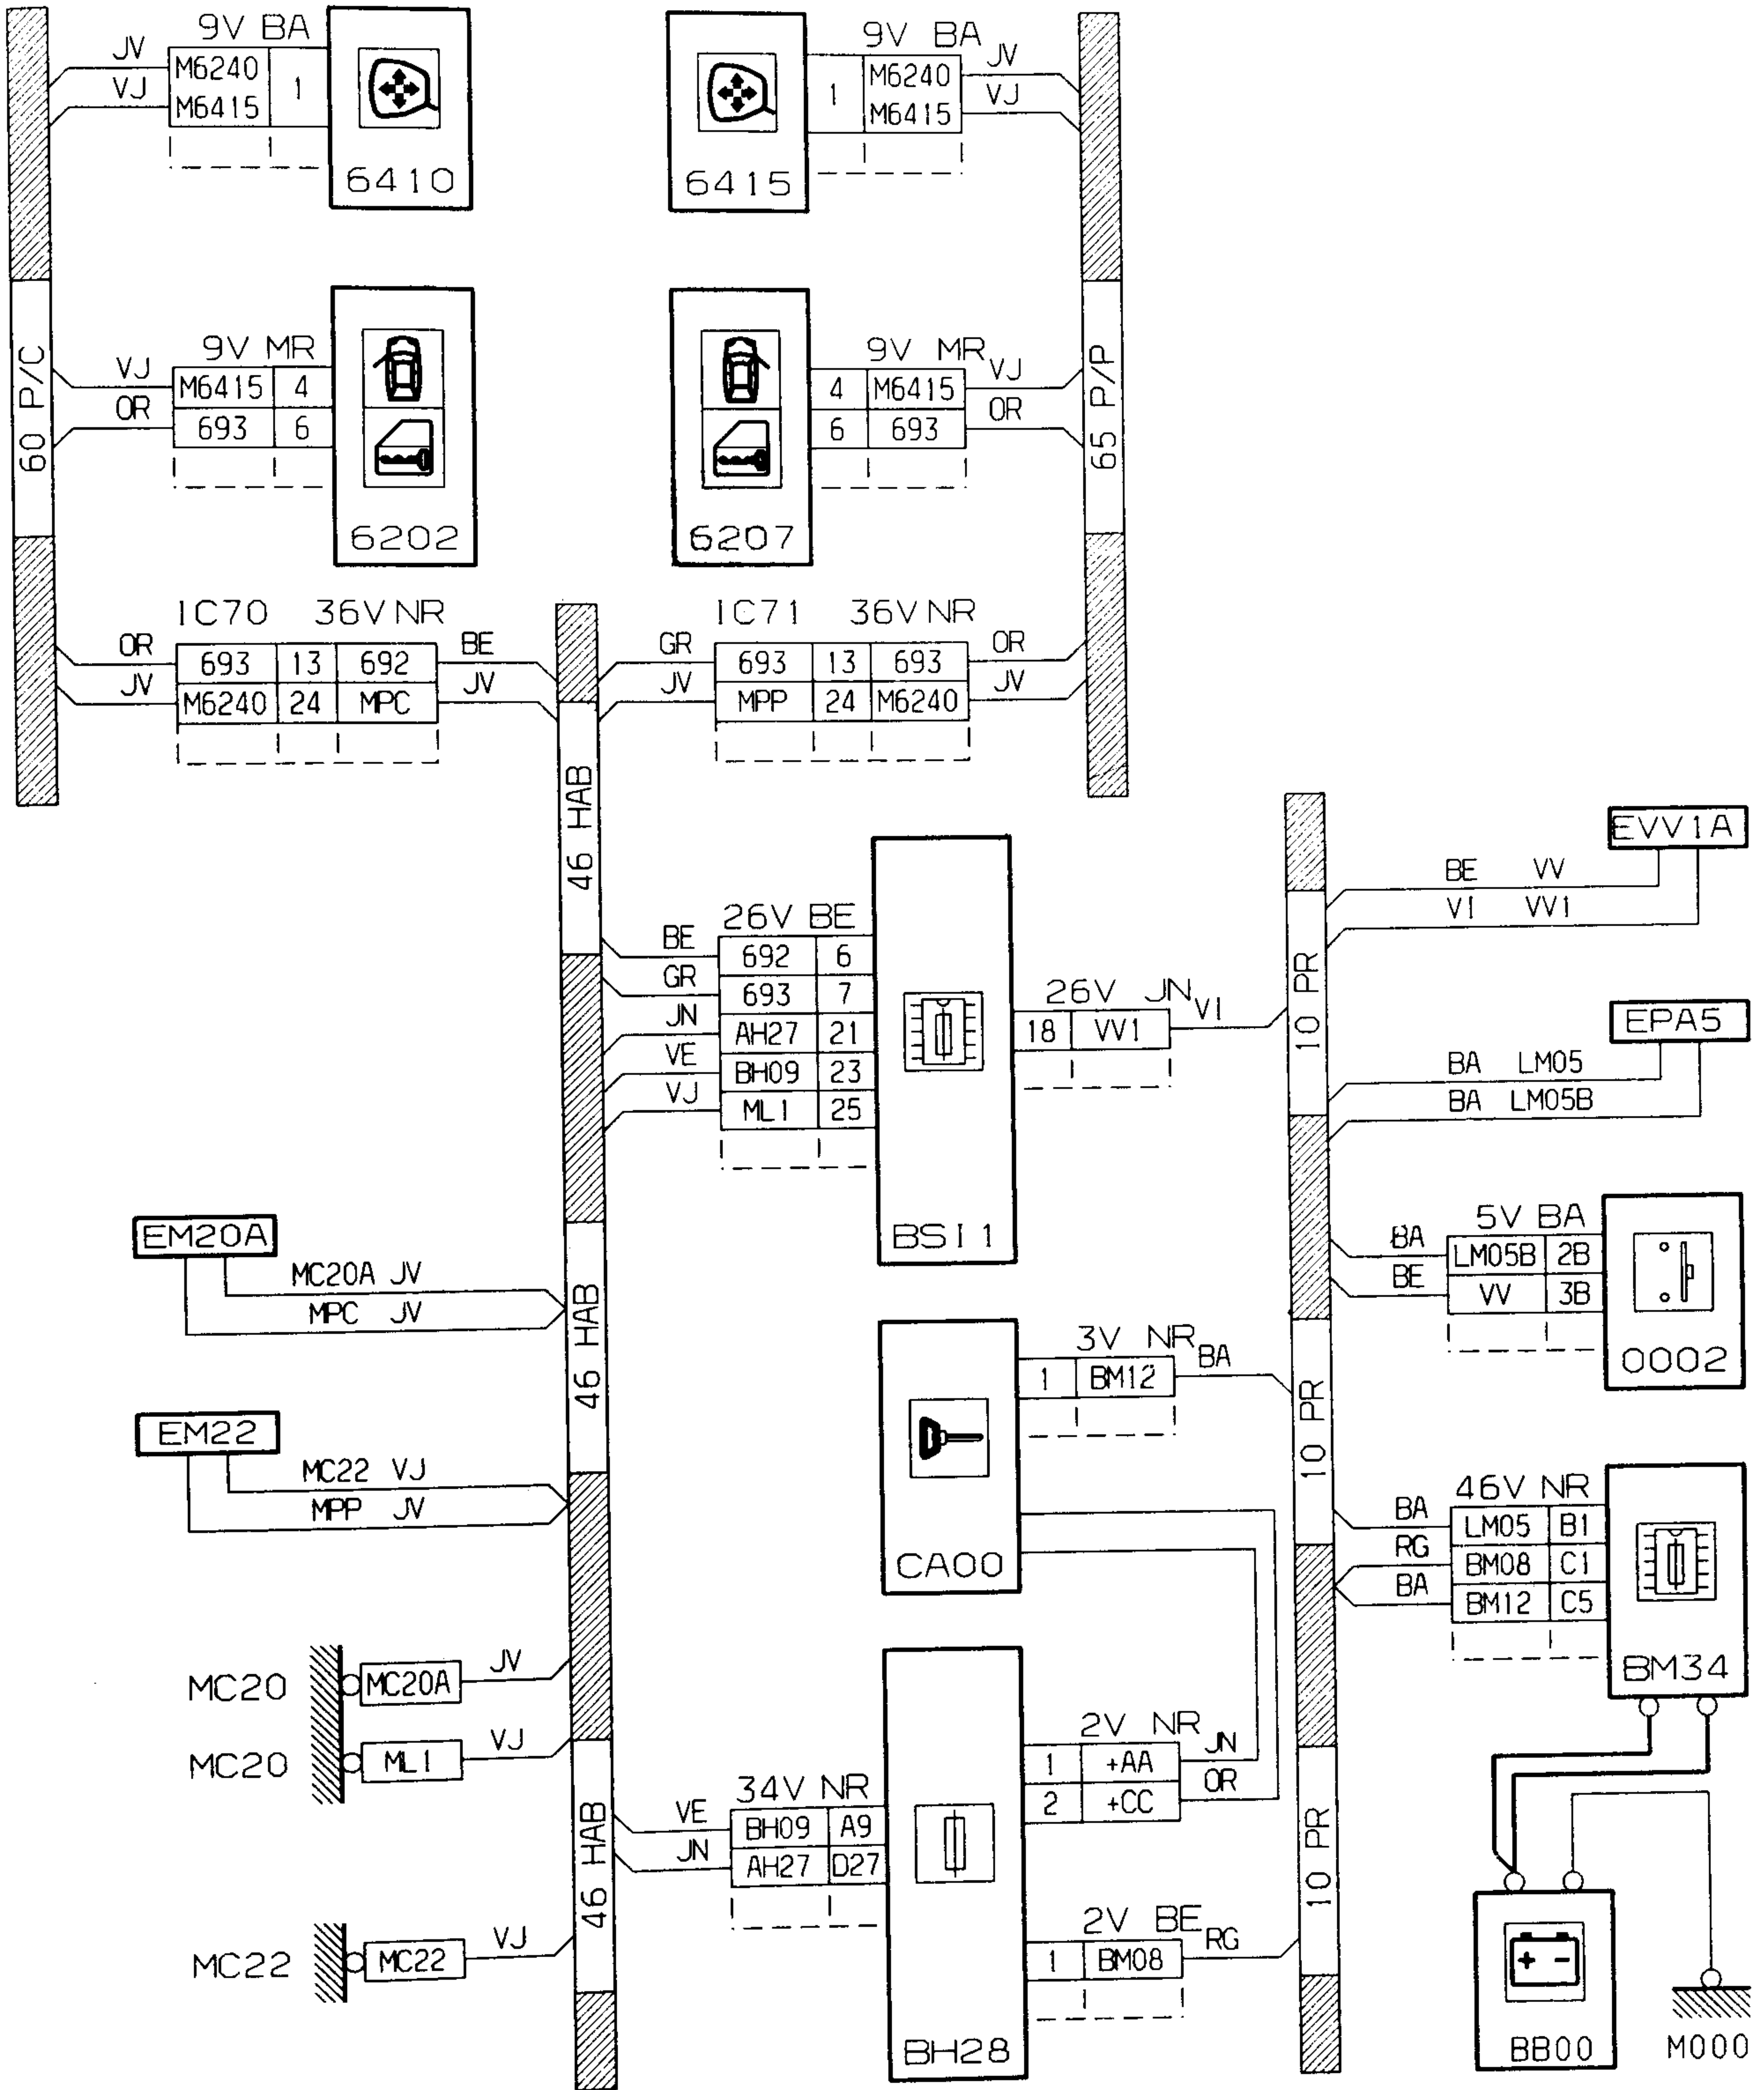 9V BA
JV
VJ
M6240
M6415
1
6410
9V BA
JV
VJ
1
M6240
M6415
6415
60 P/C
9V MR
VJ
OR
M6415 4
693 6
6202
9V MR
VJ
OR
4 M6415
6 693
6207
65 P/P
1C70 36V NR
OR 693 13 692 BE
JV M6240 24 MPC JV
1C71 36V NR
GR 693 13 693 OR
JV MPP 24 M6240 JV
46 HAB
26V BE
BE 692 6
GR 693 7
JN AH27 21
VE BH09 23
VJ ML1 25
BSI1
26V JN
18 VV1 VI
10 PR
EVV1A
BE VV
VI VV1
EPA5
BA LM05
BA LM05B
EM20A
MC20A JV
MPC JV
46 HAB
EM22
MC22 VJ
MPP JV
5V BA
BA LM05B 2B
BE VV 3B
0002
3V NR
1 BM12 BA
CA00
10 PR
46V NR
BA LM05 B1
RG BM08 C1
BA BM12 C5
BM34
MC20 MC20A JV
MC20 ML1 VJ
46 HAB
34V NR
VE BH09 A9
JN AH27 D27
2V NR
1 +AA JN
2 +CC OR
2V BE
1 BM08 RG
BH28
10 PR
MC22 MC22 VJ
+ -
BB00
M000